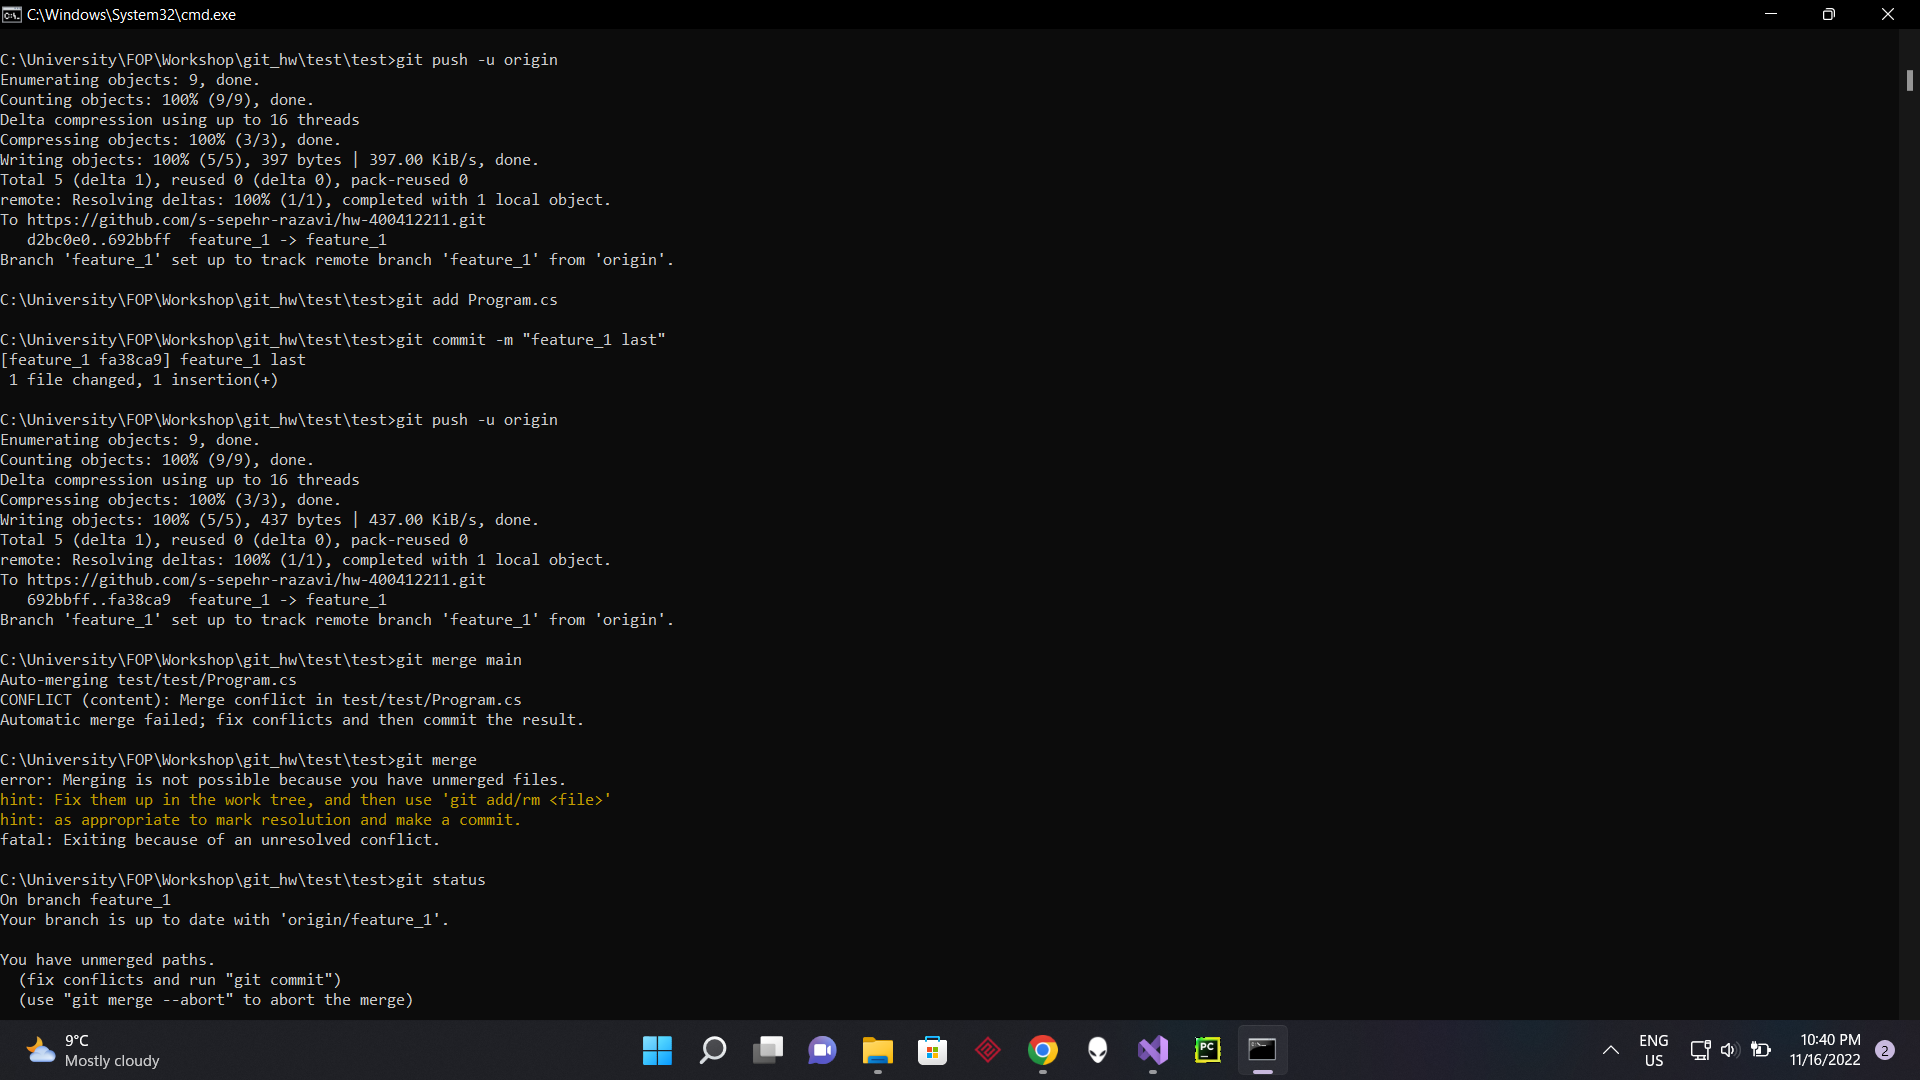 C:\Windows\System32\cmd.exe
C:\University\FOP\Workshop\git_hw\test\test>git push -u origin
Enumerating objects: 9, done.
Counting objects: 100% (9/9), done.
Delta compression using up to 16 threads
Compressing objects: 100% (3/3), done.
Writing objects: 100% (5/5), 397 bytes | 397.00 KiB/s, done.
Total 5 (delta 1), reused 0 (delta 0), pack-reused 0
remote: Resolving deltas: 100% (1/1), completed with 1 local object.
To https://github.com/s-sepehr-razavi/hw-400412211.git
   d2bc0e0..692bbff  feature_1 -> feature_1
Branch 'feature_1' set up to track remote branch 'feature_1' from 'origin'.
C:\University\FOP\Workshop\git_hw\test\test>git add Program.cs
C:\University\FOP\Workshop\git_hw\test\test>git commit -m "feature_1 last"
[feature_1 fa38ca9] feature_1 last
 1 file changed, 1 insertion(+)
C:\University\FOP\Workshop\git_hw\test\test>git push -u origin
Enumerating objects: 9, done.
Counting objects: 100% (9/9), done.
Delta compression using up to 16 threads
Compressing objects: 100% (3/3), done.
Writing objects: 100% (5/5), 437 bytes | 437.00 KiB/s, done.
Total 5 (delta 1), reused 0 (delta 0), pack-reused 0
remote: Resolving deltas: 100% (1/1), completed with 1 local object.
To https://github.com/s-sepehr-razavi/hw-400412211.git
   692bbff..fa38ca9  feature_1 -> feature_1
Branch 'feature_1' set up to track remote branch 'feature_1' from 'origin'.
C:\University\FOP\Workshop\git_hw\test\test>git merge main
Auto-merging test/test/Program.cs
CONFLICT (content): Merge conflict in test/test/Program.cs
Automatic merge failed; fix conflicts and then commit the result.
C:\University\FOP\Workshop\git_hw\test\test>git merge
error: Merging is not possible because you have unmerged files.
hint: Fix them up in the work tree, and then use 'git add/rm <file>'
hint: as appropriate to mark resolution and make a commit.
fatal: Exiting because of an unresolved conflict.
C:\University\FOP\Workshop\git_hw\test\test>git status
On branch feature_1
Your branch is up to date with 'origin/feature_1'.
You have unmerged paths.
  (fix conflicts and run "git commit")
  (use "git merge --abort" to abort the merge)
9°C
Mostly cloudy
PC
ENG
US
10:40 PM
11/16/2022
2